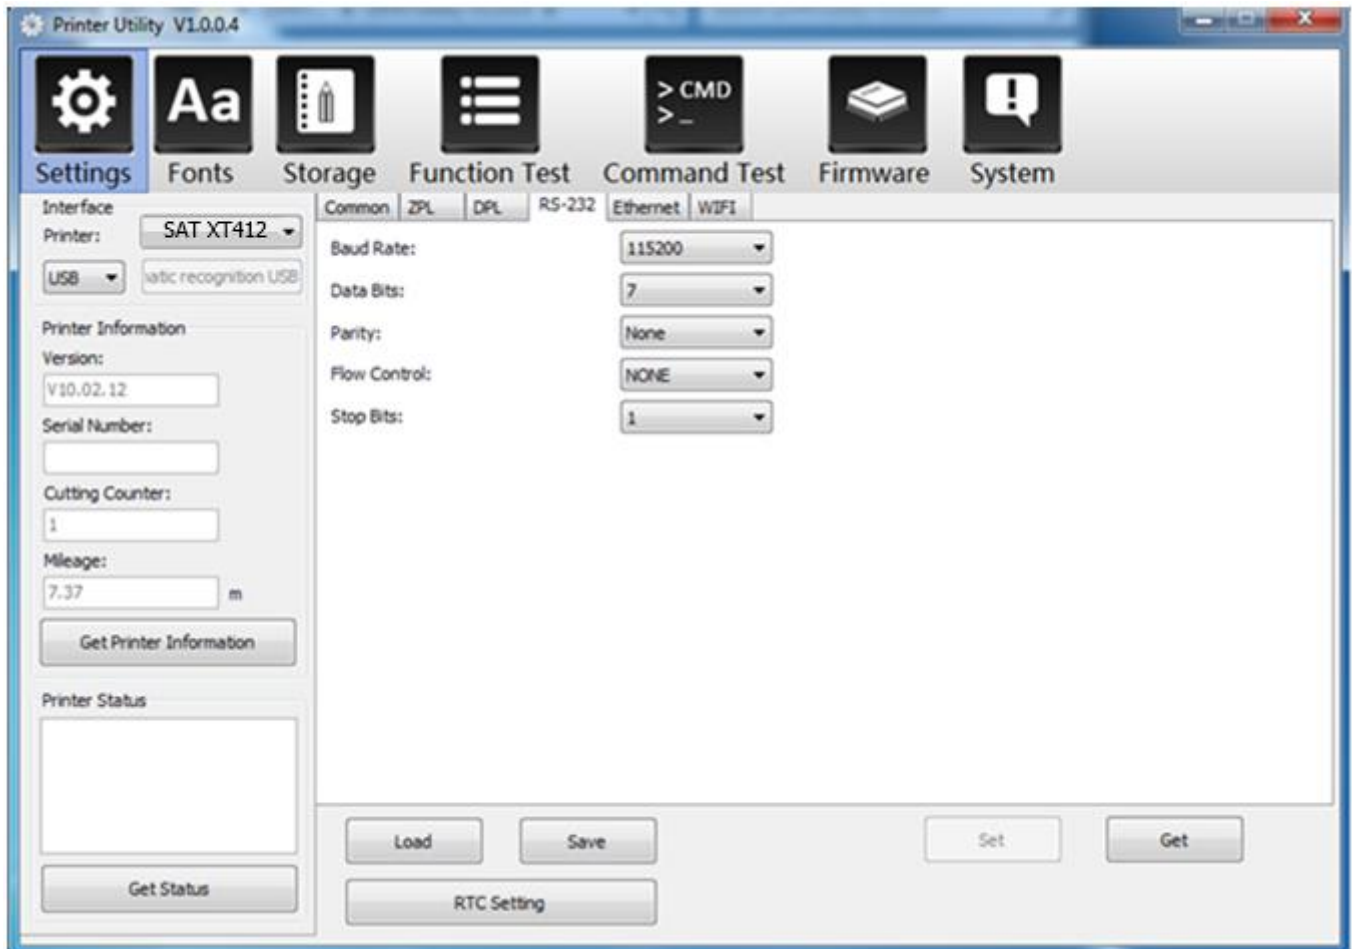 Printer Utility V1.0.0.4
Settings Fonts Storage Function Test Command Test Firmware System
Aa
> CMD
> _
Interface
Printer: SAT XT412
USB atic recognition USB
Printer Information
Version:
V10.02.12
Serial Number:
Cutting Counter:
1
Mileage:
7.37 m
Get Printer Information
Printer Status
Get Status
Common ZPL DPL RS-232 Ethernet WIFI
Baud Rate: 115200
Data Bits: 7
Parity: None
Flow Control: NONE
Stop Bits: 1
Load Save Set Get
RTC Setting